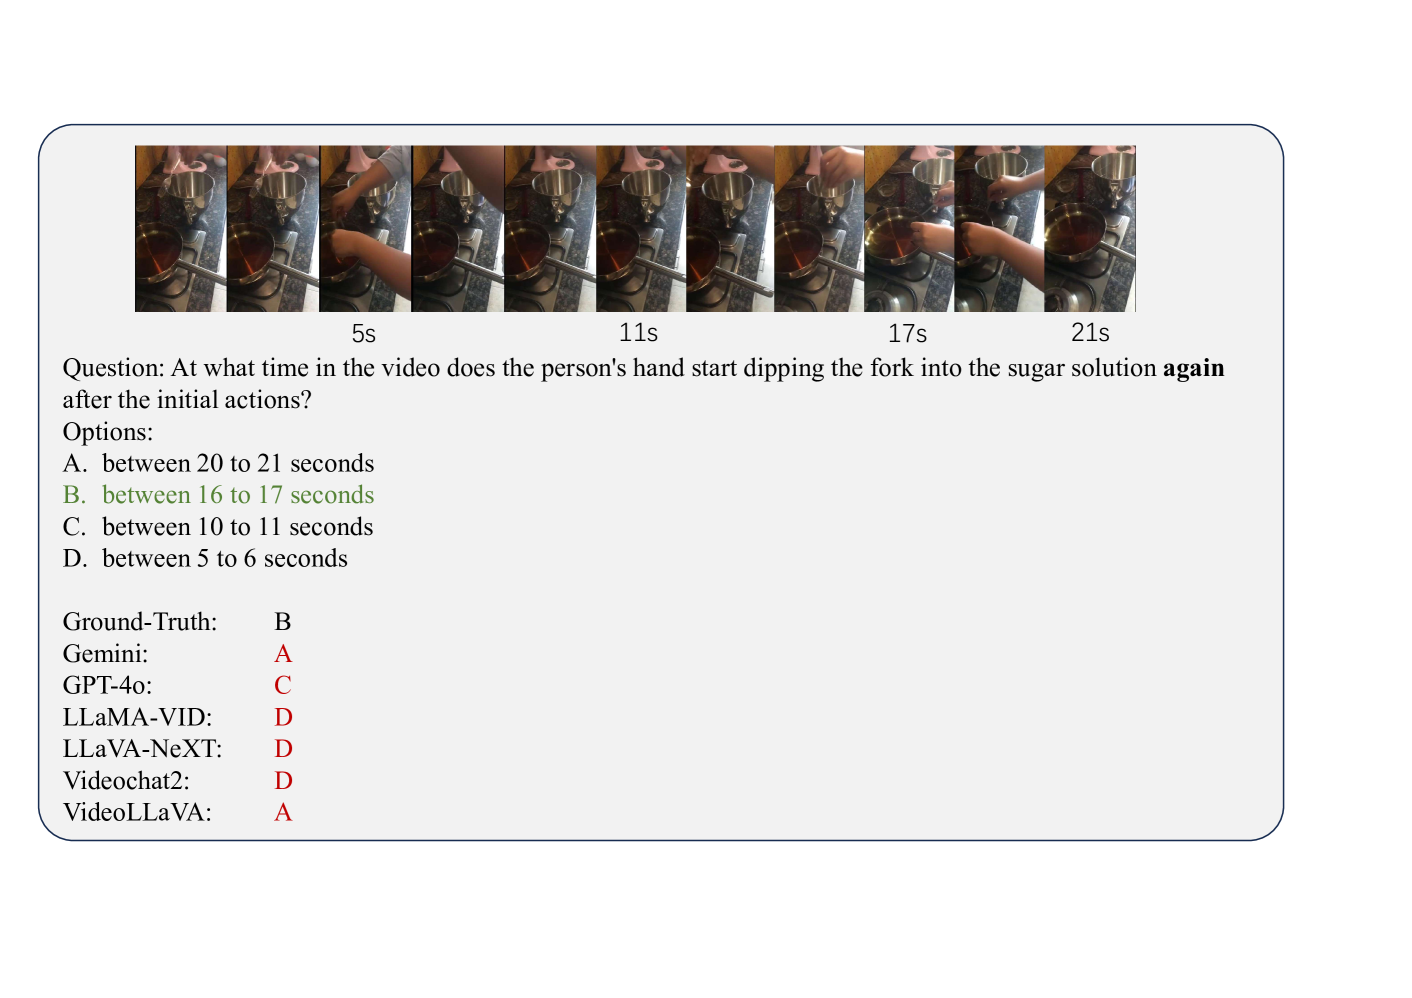 5s 11s 17s 21s
Question: At what time in the video does the person's hand start dipping the fork into the sugar solution again
after the initial actions?
Options:
A. between 20 to 21 seconds
B. between 16 to 17 seconds
C. between 10 to 11 seconds
D. between 5 to 6 seconds
Ground-Truth: B
Gemini: A
GPT-4o: C
LLaMA-VID: D
LLaVA-NeXT: D
Videochat2: D
VideoLLaVA: A